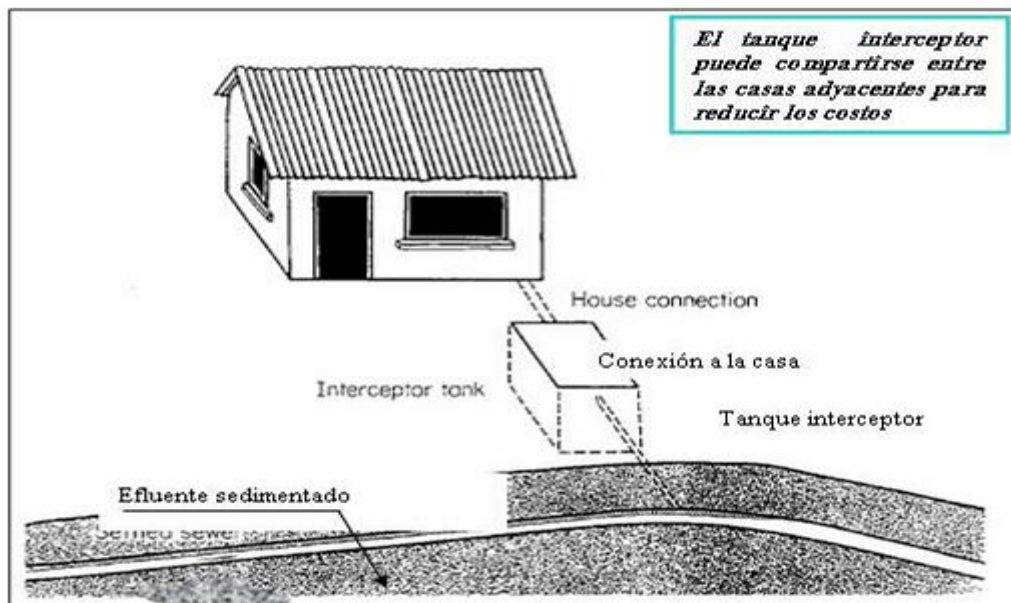 El tanque interceptor
puede compartirse entre
las casas adyacentes para
reducir los costos
House connection
Conexión a la casa
Interceptor tank
Tanque interceptor
Efluente sedimentado